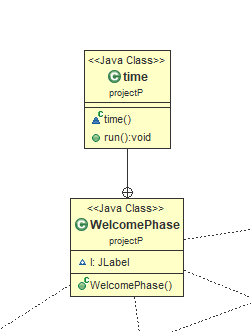 <<Java Class>>
time
projectP
time()
run():void
<<Java Class>>
WelcomePhase
projectP
l: JLabel
WelcomePhase()